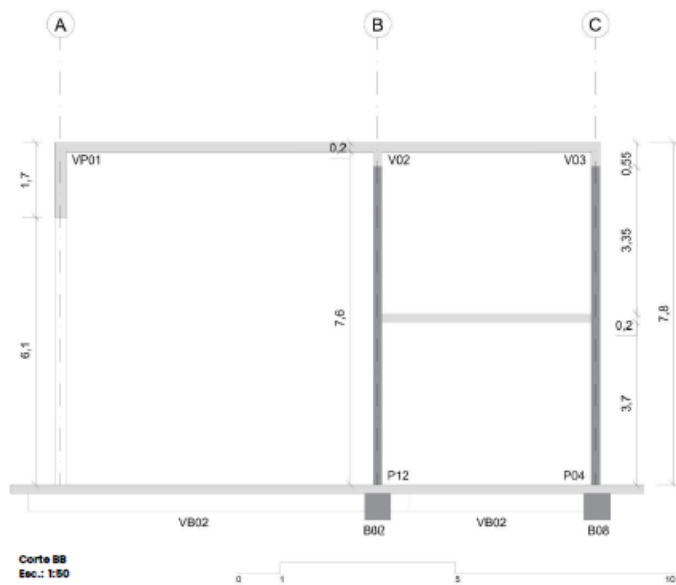 A B C
0,2
VP01 V02 V03
1,7
0,55
3,35
7,6
7,8
0,2
6,1
3,7
P12 P04
VB02 B02 VB02 B08
Corte BB
Esc.: 1:50
0 1 5 10